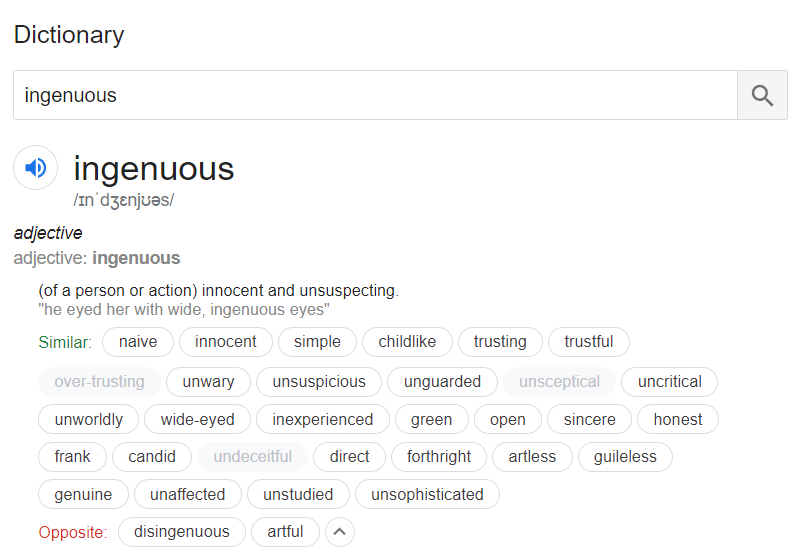 Dictionary
ingenuous
ingenuous
/ɪnˈdʒɛnjʊəs/
adjective
adjective: ingenuous
(of a person or action) innocent and unsuspecting.
"he eyed her with wide, ingenuous eyes"
Similar: naive innocent simple childlike trusting trustful
over-trusting unwary unsuspicious unguarded unsceptical uncritical
unworldly wide-eyed inexperienced green open sincere honest
frank candid undeceitful direct forthright artless guileless
genuine unaffected unstudied unsophisticated
Opposite: disingenuous artful